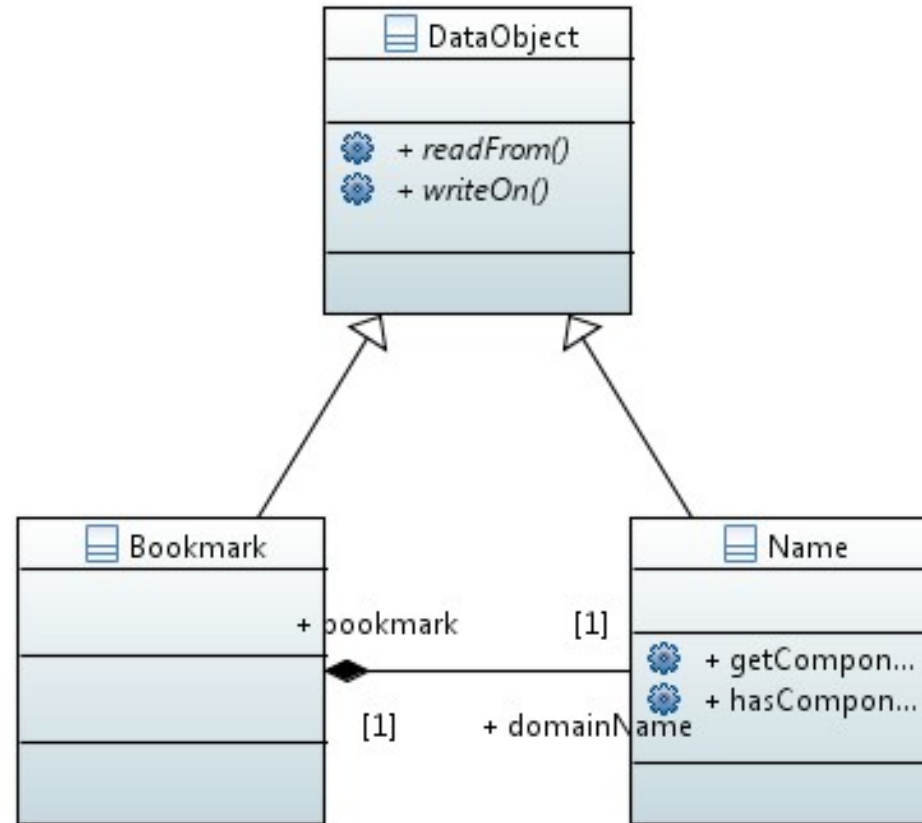 DataObject
+ readFrom()
+ writeOn()
Bookmark
Name
+ bookmark
[1]
+ getCompon...
+ hasCompon...
[1]
+ domainName